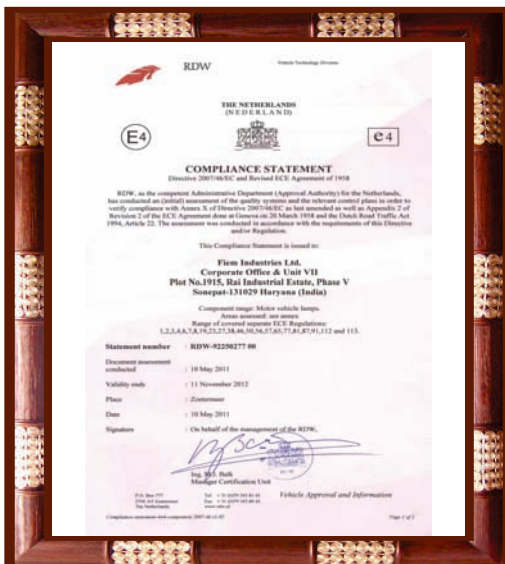 RDW
Vehicle Technology Division
THE NETHERLANDS
(NEDERLAND)
E4
e4
COMPLIANCE STATEMENT
Directive 2007/46/EC and Revised ECE Agreement of 1958
RDW, as the competent Administrative Department (Approval Authority) for the Netherlands,
has conducted an (initial) assessment of the quality systems and the relevant control plans in order to
verify compliance with Annex X of Directive 2007/46/EC as last amended as well as Appendix 2 of
Revision 2 of the ECE Agreement done at Geneva on 20 March 1958 and the Dutch Road Traffic Act
1994, Article 22. The assessment was conducted in accordance with the requirements of this Directive
and/or Regulation.
This Compliance Statement is issued to:
Fiem Industries Ltd.
Corporate Office & Unit VII
Plot No.1915, Rai Industrial Estate, Phase V
Sonepat-131029 Haryana (India)
Component range: Motor vehicle lamps.
Areas assessed: see annex
Range of covered separate ECE Regulations:
1,2,3,4,6,7,8,19,23,27,38,46,50,56,57,65,77,81,87,91,112 and 113.
Statement number : RDW-92250277 00
Document assessment
conducted : 10 May 2011
Validity ends : 11 November 2012
Place : Zoetermeer
Date : 10 May 2011
Signature : On behalf of the management of the RDW,
Ing. Balk
Manager Certification Unit
P.O. Box 777
The Netherlands
Vehicle Approval and Information
Page 1 of